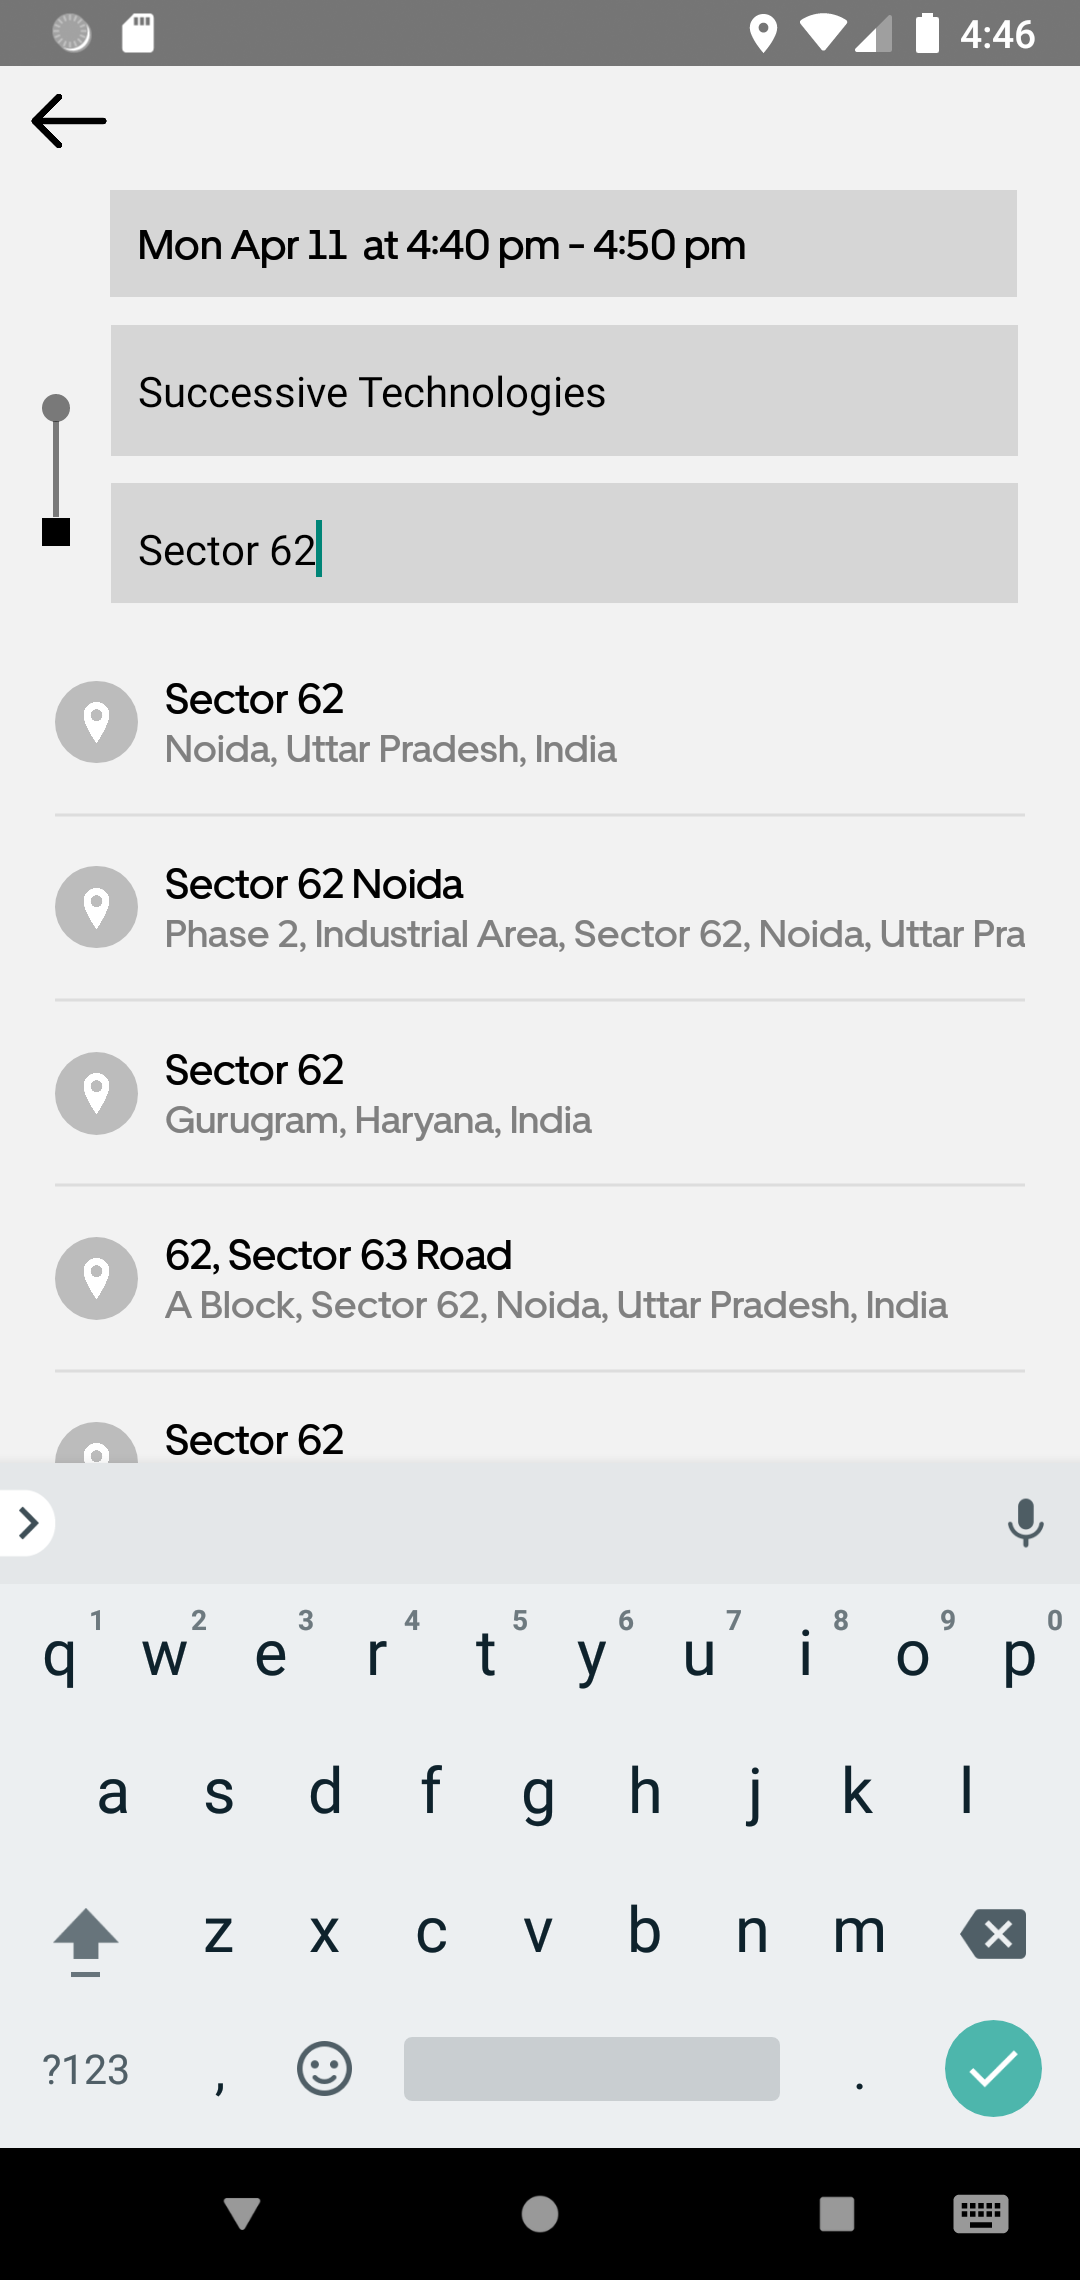 4:46
Mon Apr 11 at 4:40 pm - 4:50 pm
Successive Technologies
Sector 62
Sector 62
Noida, Uttar Pradesh, India
Sector 62 Noida
Phase 2, Industrial Area, Sector 62, Noida, Uttar Pra
Sector 62
Gurugram, Haryana, India
62, Sector 63 Road
A Block, Sector 62, Noida, Uttar Pradesh, India
Sector 62
1 2 3 4 5 6 7 8 9 0
q w e r t y u i o p
a s d f g h j k l
z x c v b n m
?123 , .